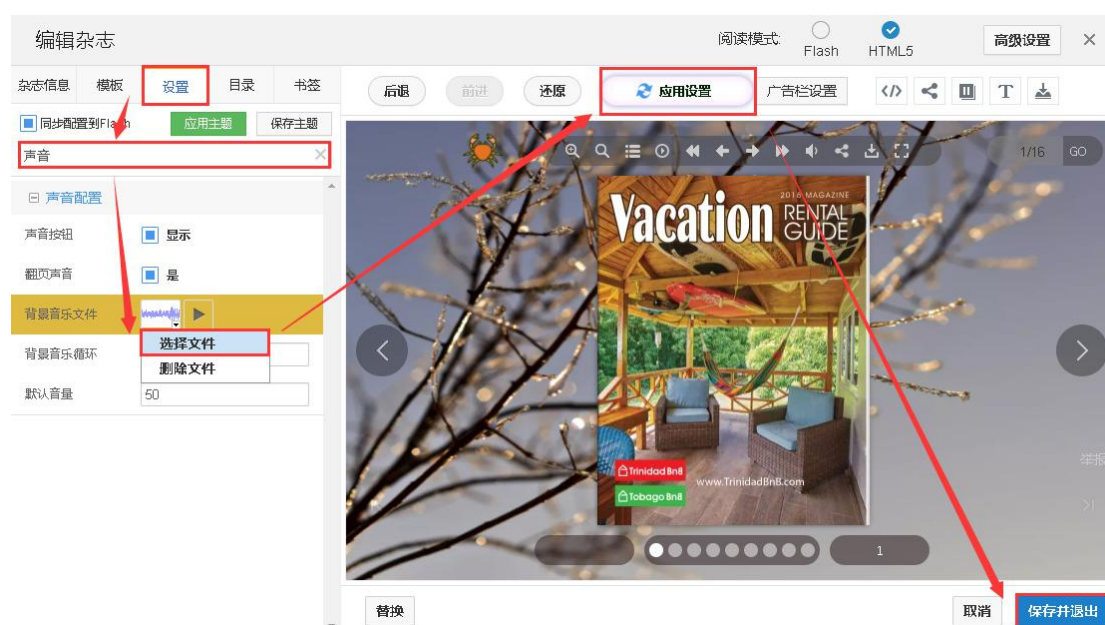 编辑杂志
阅读模式: Flash HTML5 高级设置
杂志信息 模板 设置 目录 书签
后退 前进 还原 应用设置 广告栏设置
同步配置到Flash 应用主题 保存主题
声音
1/16 GO
声音配置
声音按钮 显示
翻页声音 是
背景音乐文件
选择文件
背景音乐循环
删除文件
默认音量 50
2016 MAGAZINE
Vacation RENTAL
GUIDE
Trinidad BnB
www.TrinidadBnB.com
Tobago BnB
举报
1
替换 取消 保存并退出